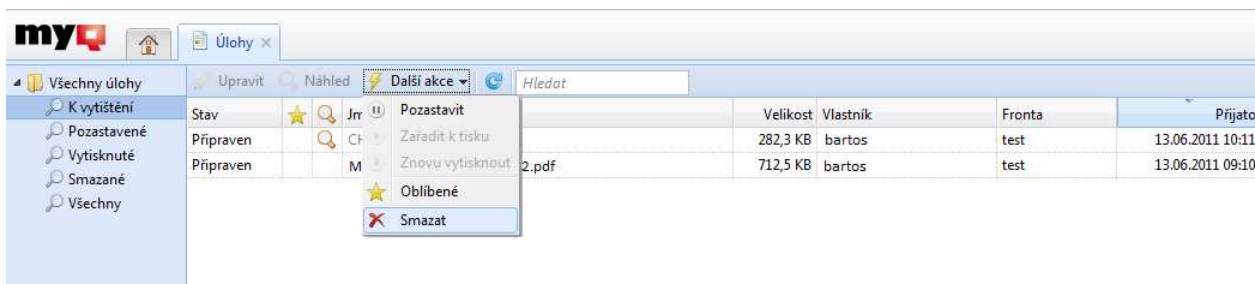 myQ
Úlohy
Všechny úlohy
K vytištění
Pozastavené
Vytisknuté
Smazané
Všechny
Upravit Náhled Další akce Hledat
Stav Velikost Vlastník Fronta Přijato
Připraven 282,3 KB bartos test 13.06.2011 10:11
Připraven M 2.pdf 712,5 KB bartos test 13.06.2011 09:10
Pozastavit
Zařadit k tisku
Znovu vytisknout
Oblíbené
Smazat